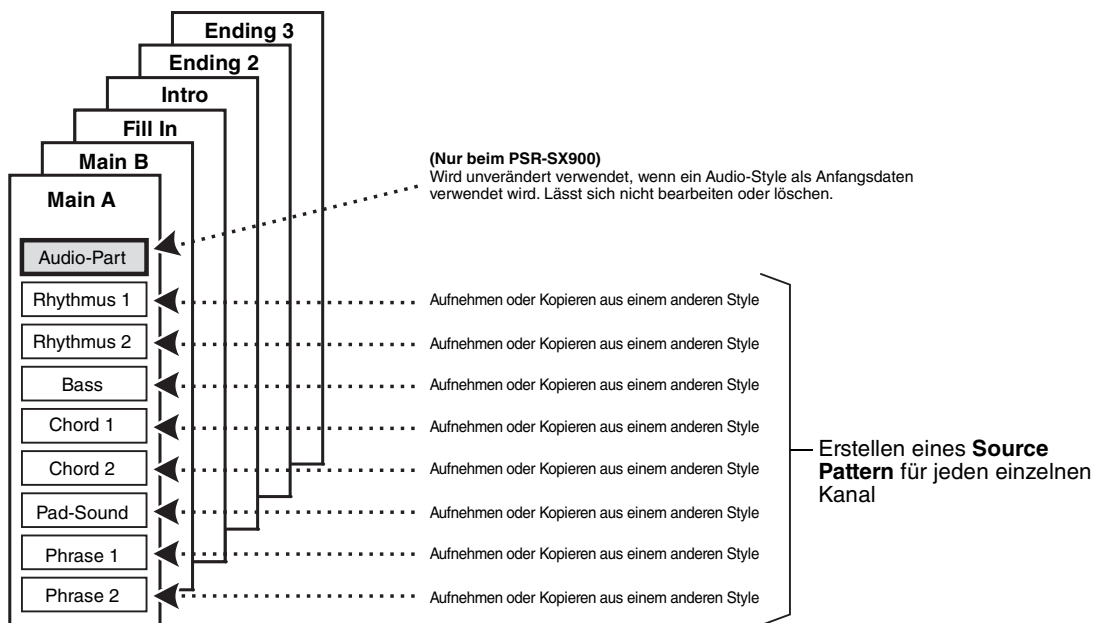 Ending 3
Ending 2
Intro
Fill In
Main B
Main A
(Nur beim PSR-SX900)
Wird unverändert verwendet, wenn ein Audio-Style als Anfangsdaten
verwendet wird. Lässt sich nicht bearbeiten oder löschen.
Audio-Part
Rhythmus 1
Aufnehmen oder Kopieren aus einem anderen Style
Rhythmus 2
Aufnehmen oder Kopieren aus einem anderen Style
Bass
Aufnehmen oder Kopieren aus einem anderen Style
Chord 1
Aufnehmen oder Kopieren aus einem anderen Style
Chord 2
Aufnehmen oder Kopieren aus einem anderen Style
Pad-Sound
Aufnehmen oder Kopieren aus einem anderen Style
Phrase 1
Aufnehmen oder Kopieren aus einem anderen Style
Phrase 2
Aufnehmen oder Kopieren aus einem anderen Style
Erstellen eines Source
Pattern für jeden einzelnen
Kanal